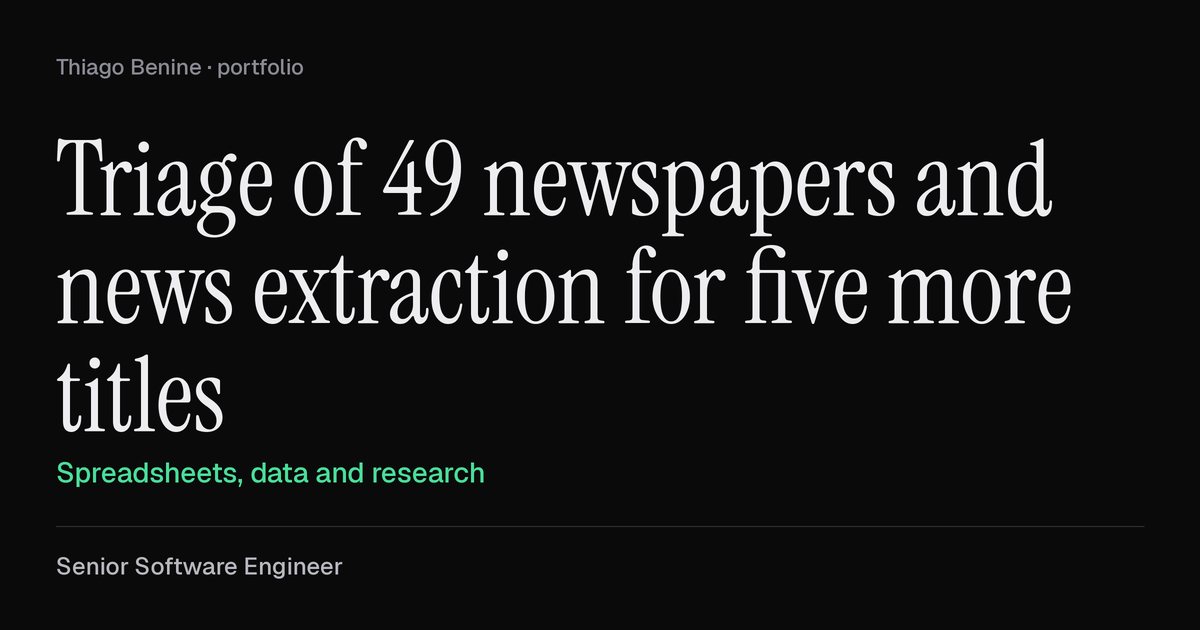 Thiago Benine · portfolio
Triage of 49 newspapers and
news extraction for five more
titles
Spreadsheets, data and research
Senior Software Engineer